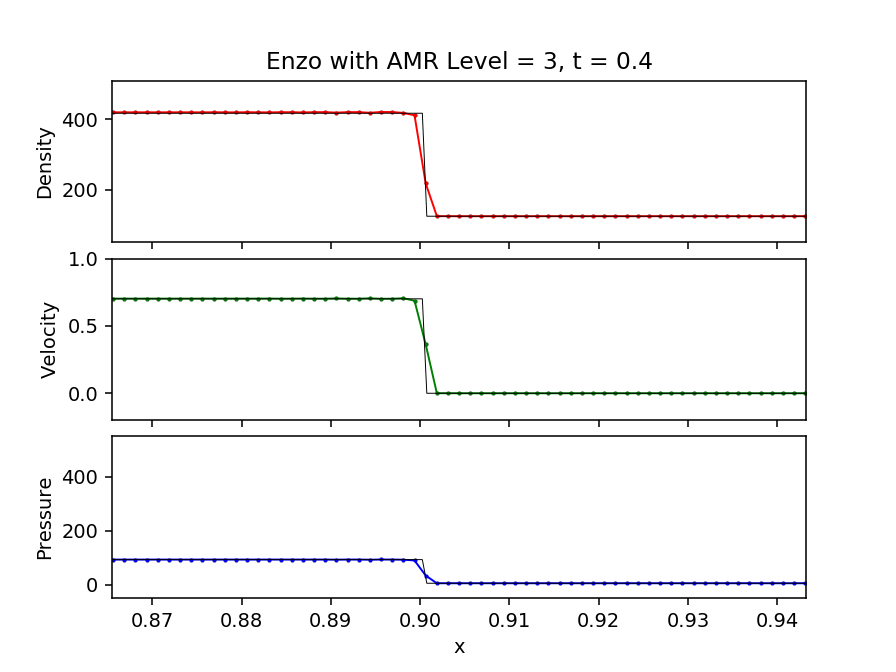 Enzo with AMR Level = 3, t = 0.4
Density
400
200
Velocity
1.0
0.5
0.0
Pressure
400
200
0
0.87 0.88 0.89 0.90 0.91 0.92 0.93 0.94
x